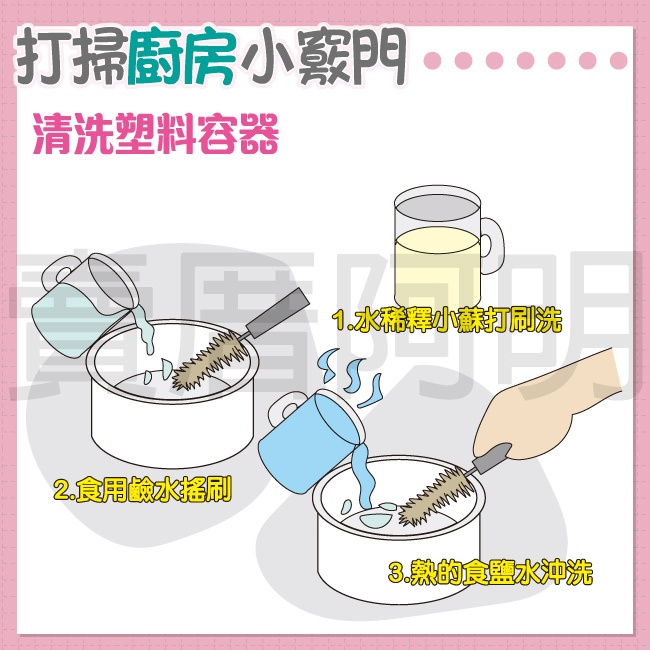 打掃廚房小竅門
清洗塑料容器
賣厝阿明
1.水稀釋小蘇打刷洗
2.食用鹼水搖刷
3.熱的食鹽水沖洗